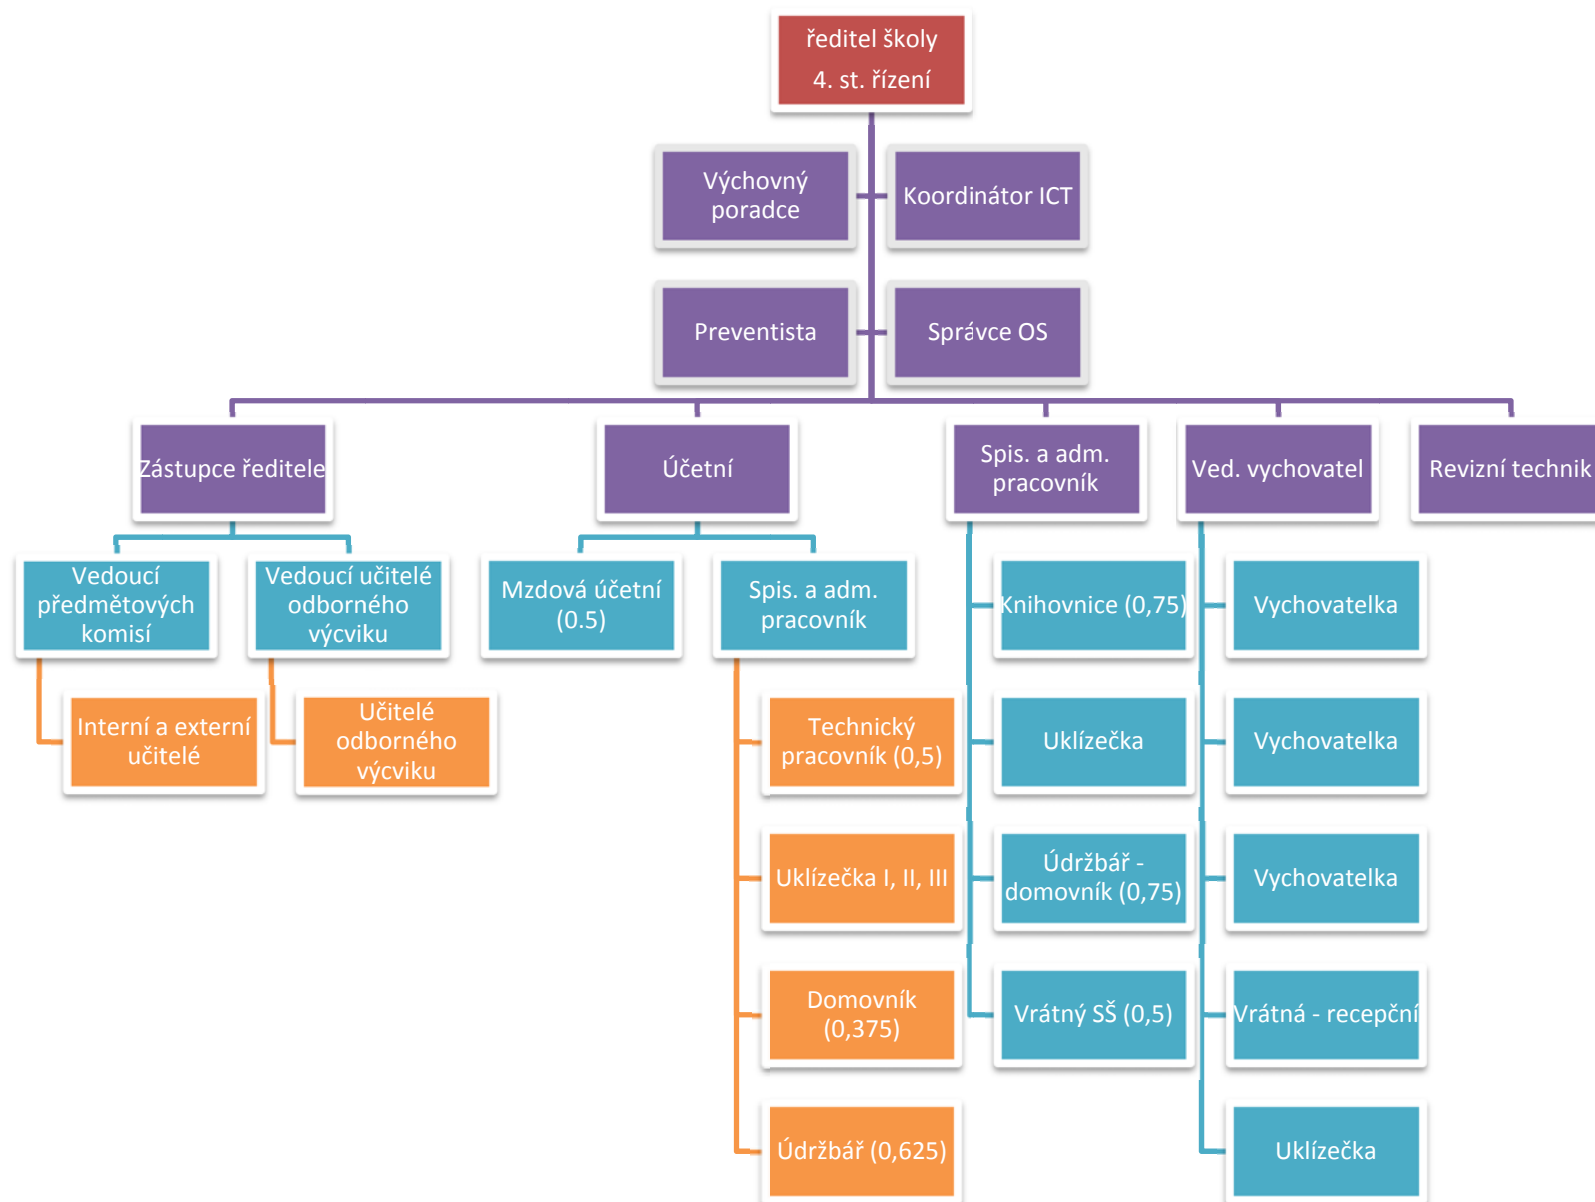 ředitel školy
4. st. řízení
Výchovný
poradce
Koordinátor ICT
Preventista
Správce OS
Zástupce ředitele
Účetní
Spis. a adm.
pracovník
Ved. vychovatel
Revizní technik
Vedoucí
předmětových
komisí
Vedoucí učitelé
odborného
výcviku
Mzdová účetní
(0.5)
Spis. a adm.
pracovník
Knihovnice (0,75)
Vychovatelka
Interní a externí
učitelé
Učitelé
odborného
výcviku
Technický
pracovník (0,5)
Uklízečka
Vychovatelka
Uklízečka I, II, III
Údržbář -
domovník (0,75)
Vychovatelka
Domovník
(0,375)
Vrátný SŠ (0,5)
Vrátná - recepční
Údržbář (0,625)
Uklízečka